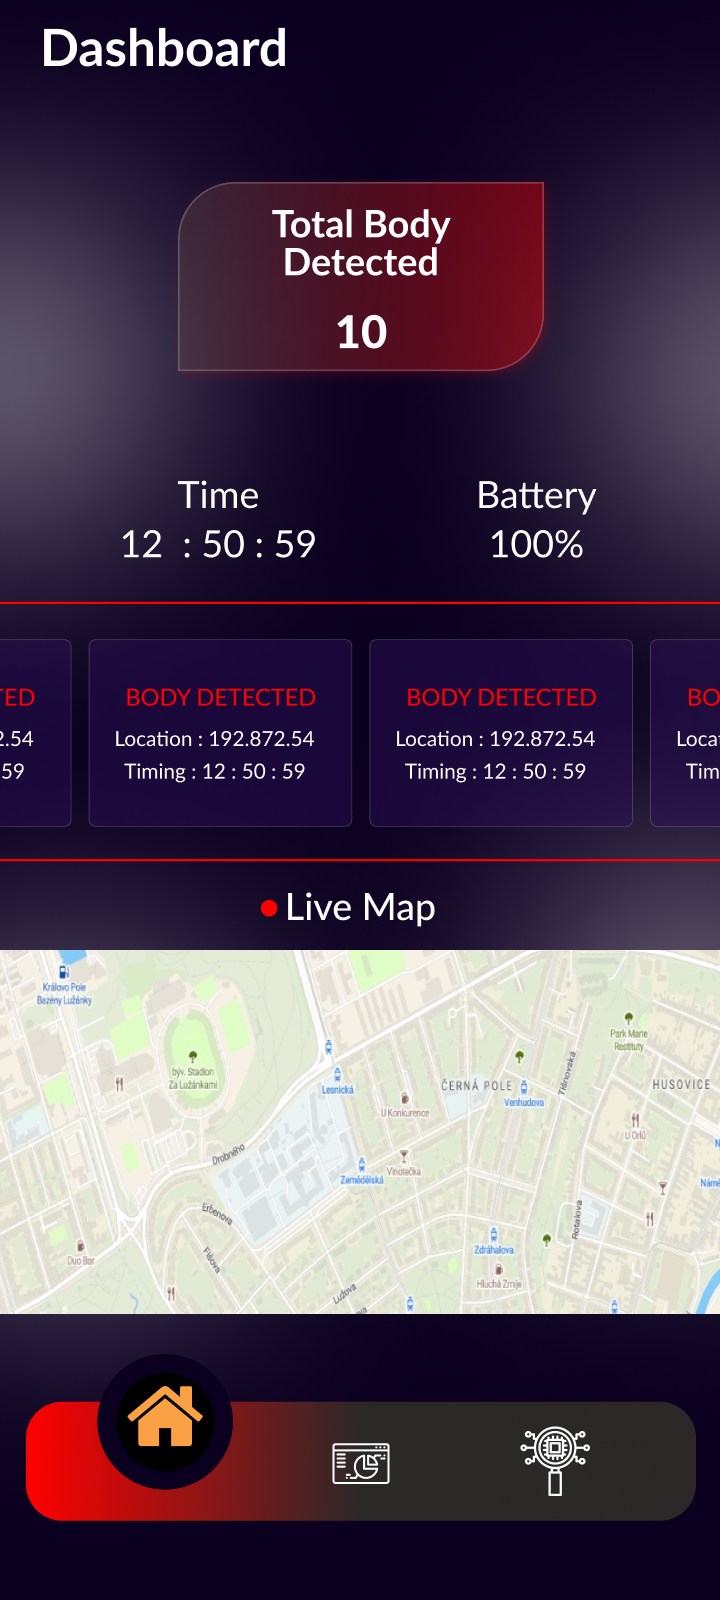 Dashboard
Total Body
Detected
10
Time
12 : 50 : 59
Battery
100%
TED
2.54
59
BODY DETECTED
Location : 192.872.54
Timing : 12 : 50 : 59
BODY DETECTED
Location : 192.872.54
Timing : 12 : 50 : 59
BO
Locat
Tim
Live Map
Královo Pole
Bazény Lužánky
Park Marie
Restituty
býv. Stadion
Za Lužánkami
Lesnická
ČERNÁ POLE
Venhudova
Třísnovská
HUSOVICE
U Konkurence
U Orlů
Drobného
Zemědělská
Vinotečka
Námě
Erbenova
Rotalova
Fišova
Duo Bar
Zdráhalova
Hluchá Zmije
Lužova